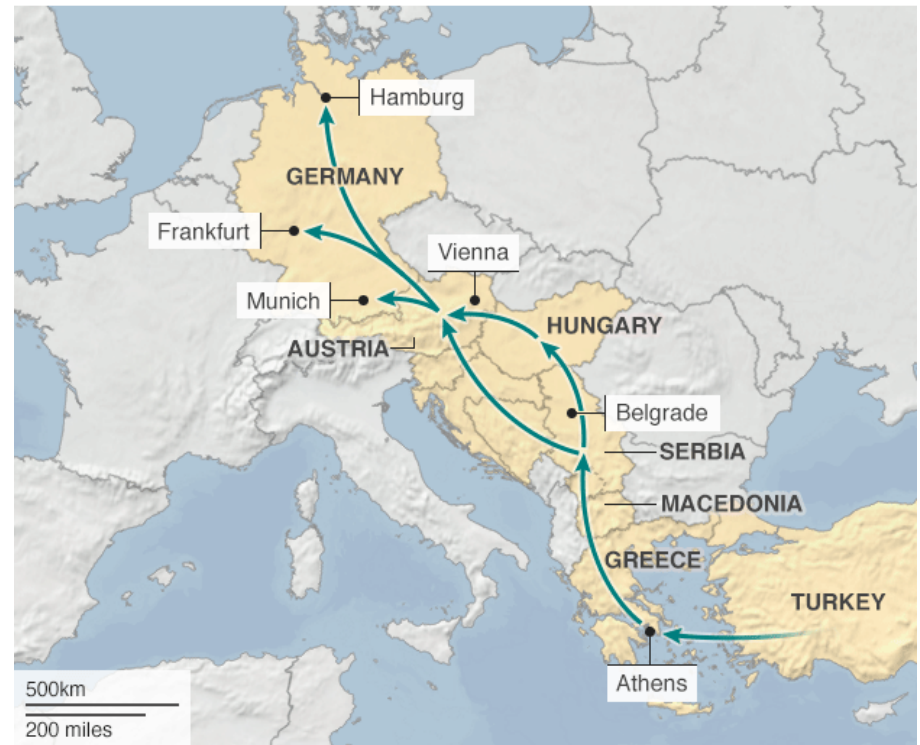 Hamburg
GERMANY
Frankfurt
Vienna
Munich
HUNGARY
AUSTRIA
Belgrade
SERBIA
MACEDONIA
GREECE
TURKEY
Athens
500km
200 miles